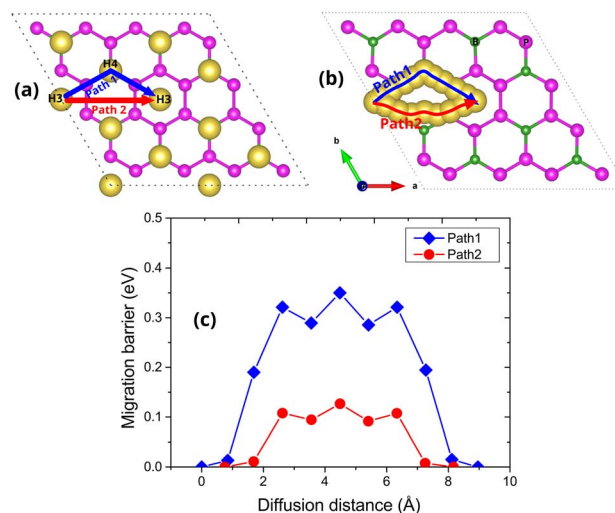 (a)
H4
Path 1
H3
H3
Path 2
(b)
B
P
Path1
Path2
b
a
(c)
Path1
Path2
Migration barrier (eV)
0.5
0.4
0.3
0.2
0.1
0.0
0 2 4 6 8 10
Diffusion distance (Å)